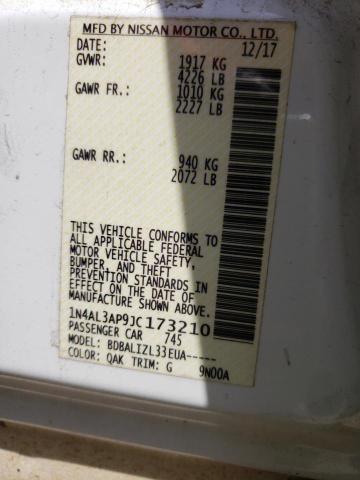 MFD BY NISSAN MOTOR CO., LTD.
DATE: 12/17
GVWR: 1917 KG
4226 LB
GAWR FR.: 1010 KG
2227 LB
GAWR RR.: 940 KG
2072 LB
THIS VEHICLE CONFORMS TO
ALL APPLICABLE FEDERAL
MOTOR VEHICLE SAFETY,
BUMPER, AND THEFT
PREVENTION STANDARDS IN
EFFECT ON THE DATE OF
MANUFACTURE SHOWN ABOVE.
1N4AL3AP9JC173210
PASSENGER CAR 745
MODEL: BDBALIZL33EUA-----
COLOR: QAK TRIM: G 9N00A